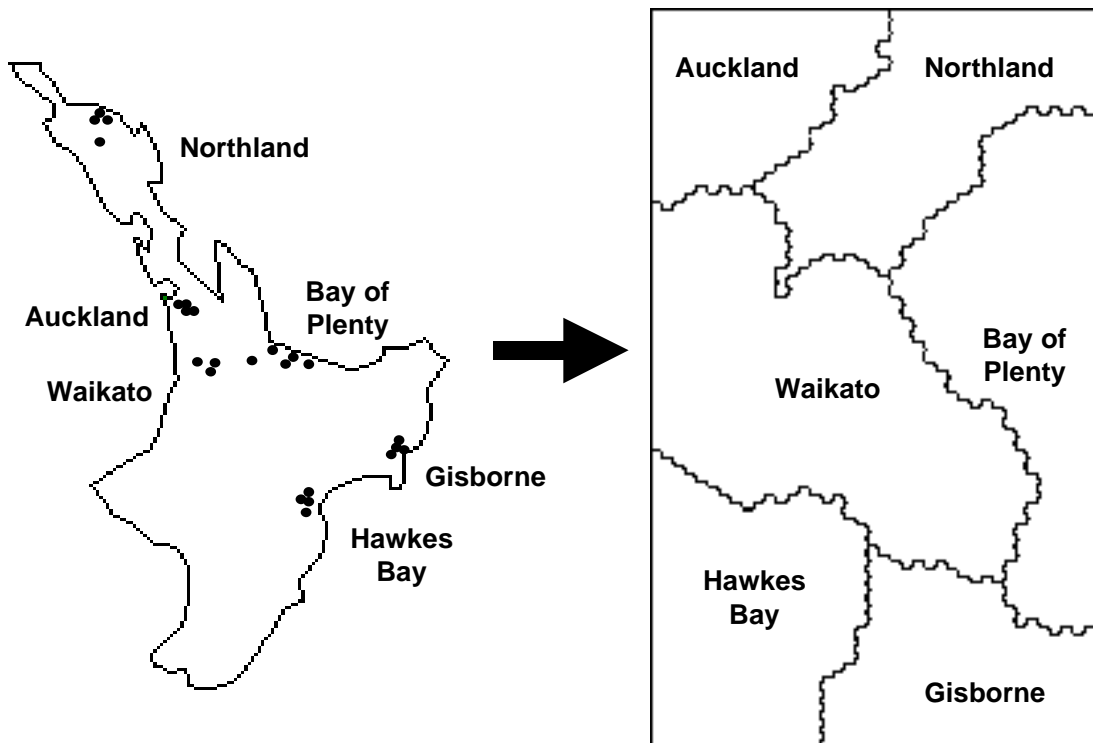 Northland
Auckland
Bay of
Plenty
Waikato
Gisborne
Hawkes
Bay
Auckland
Northland
Waikato
Bay of
Plenty
Hawkes
Bay
Gisborne